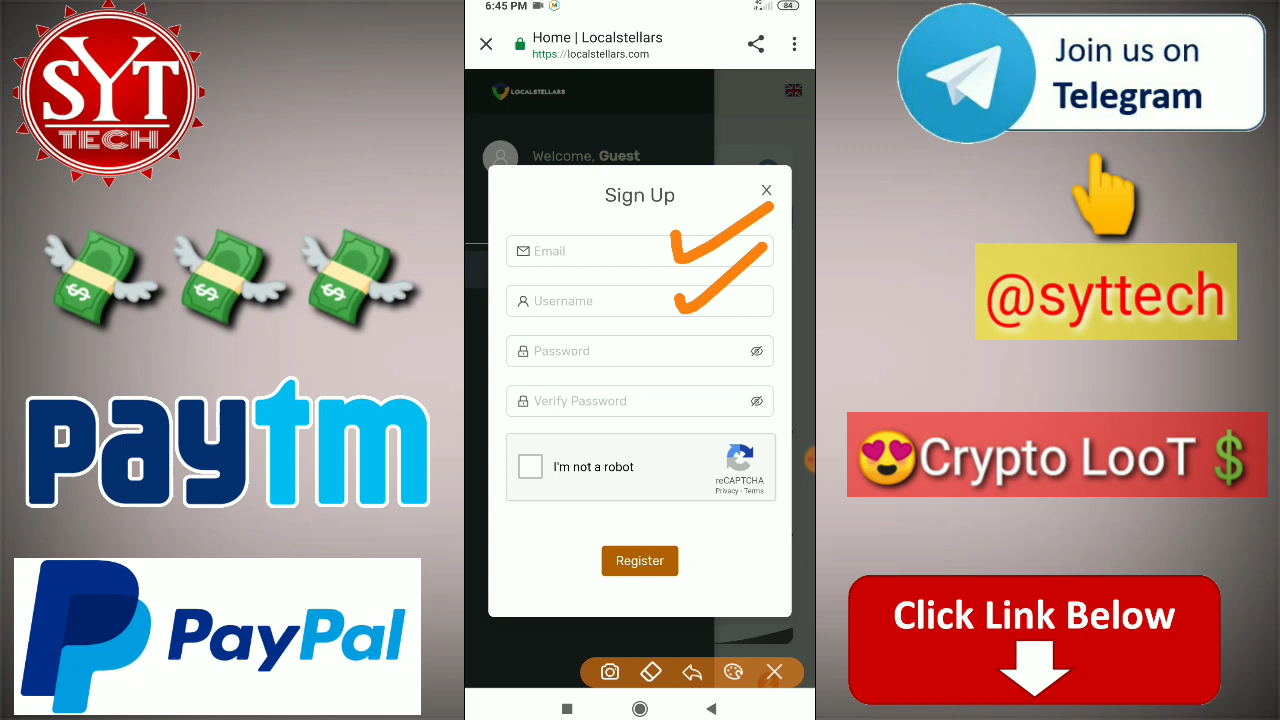 SYT
TECH
paytm
PayPal
6:45 PM
4G
84
Home | Localstellars
https://localstellars.com
LOCALSTELLARS
Welcome, Guest
Sign Up
Email
Username
Password
Verify Password
I'm not a robot
reCAPTCHA
Privacy - Terms
Register
Join us on
Telegram
@syttech
Crypto LooT $
Click Link Below